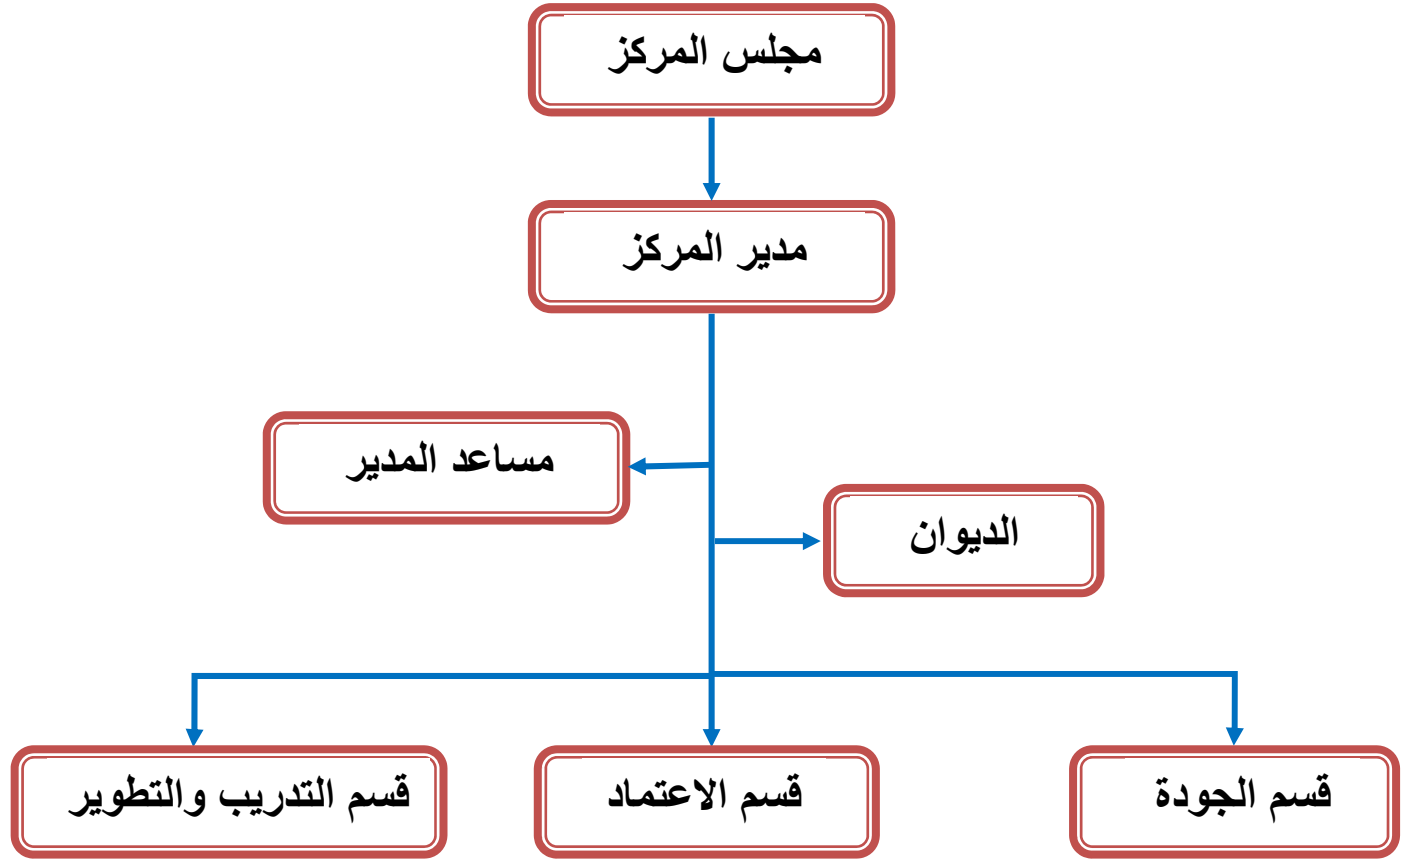 مجلس المركز
مدير المركز
مساعد المدير
الديوان
قسم الجودة
قسم الاعتماد
قسم التدريب والتطوير